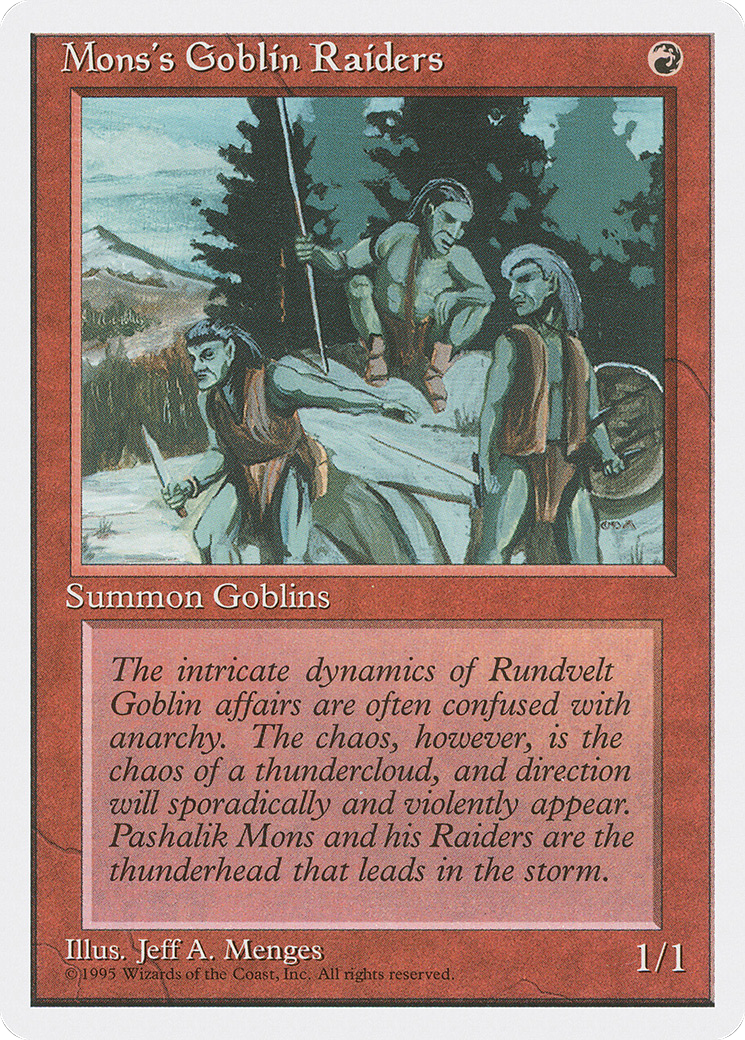 Mons's Goblin Raiders
Summon Goblins
The intricate dynamics of Rundvelt
Goblin affairs are often confused with
anarchy. The chaos, however, is the
chaos of a thundercloud, and direction
will sporadically and violently appear.
Pashalik Mons and his Raiders are the
thunderhead that leads in the storm.
Illus. Jeff A. Menges
1/1
© 1995 Wizards of the Coast, Inc. All rights reserved.